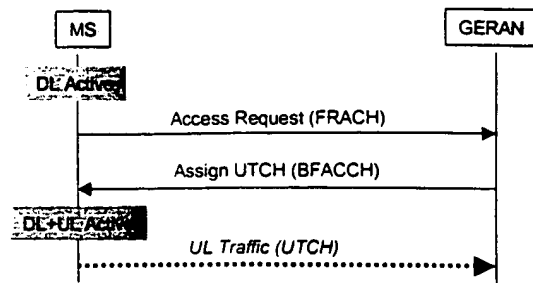 MS
GERAN
DL Active
Access Request (FRACH)
Assign UTCH (BFACCH)
DL+UL Active
UL Traffic (UTCH)